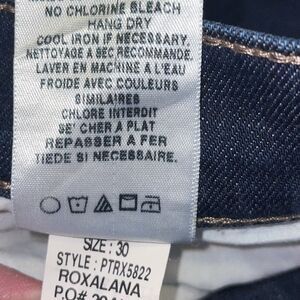 NO CHLORINE BLEACH
HANG DRY
COOL IRON IF NECESSARY.
NETTOYAGE A SEC RECOMMANDE.
LAVER EN MACHINE A L'EAU
FROIDE AVEC COULEURS
SIMILAIRES
CHLORE INTERDIT
SE' CHER A PLAT
REPASSER A FER
TIEDE SI NECESSAIRE.
SIZE: 30
STYLE: PTRX5822
ROXALANA
P.O#